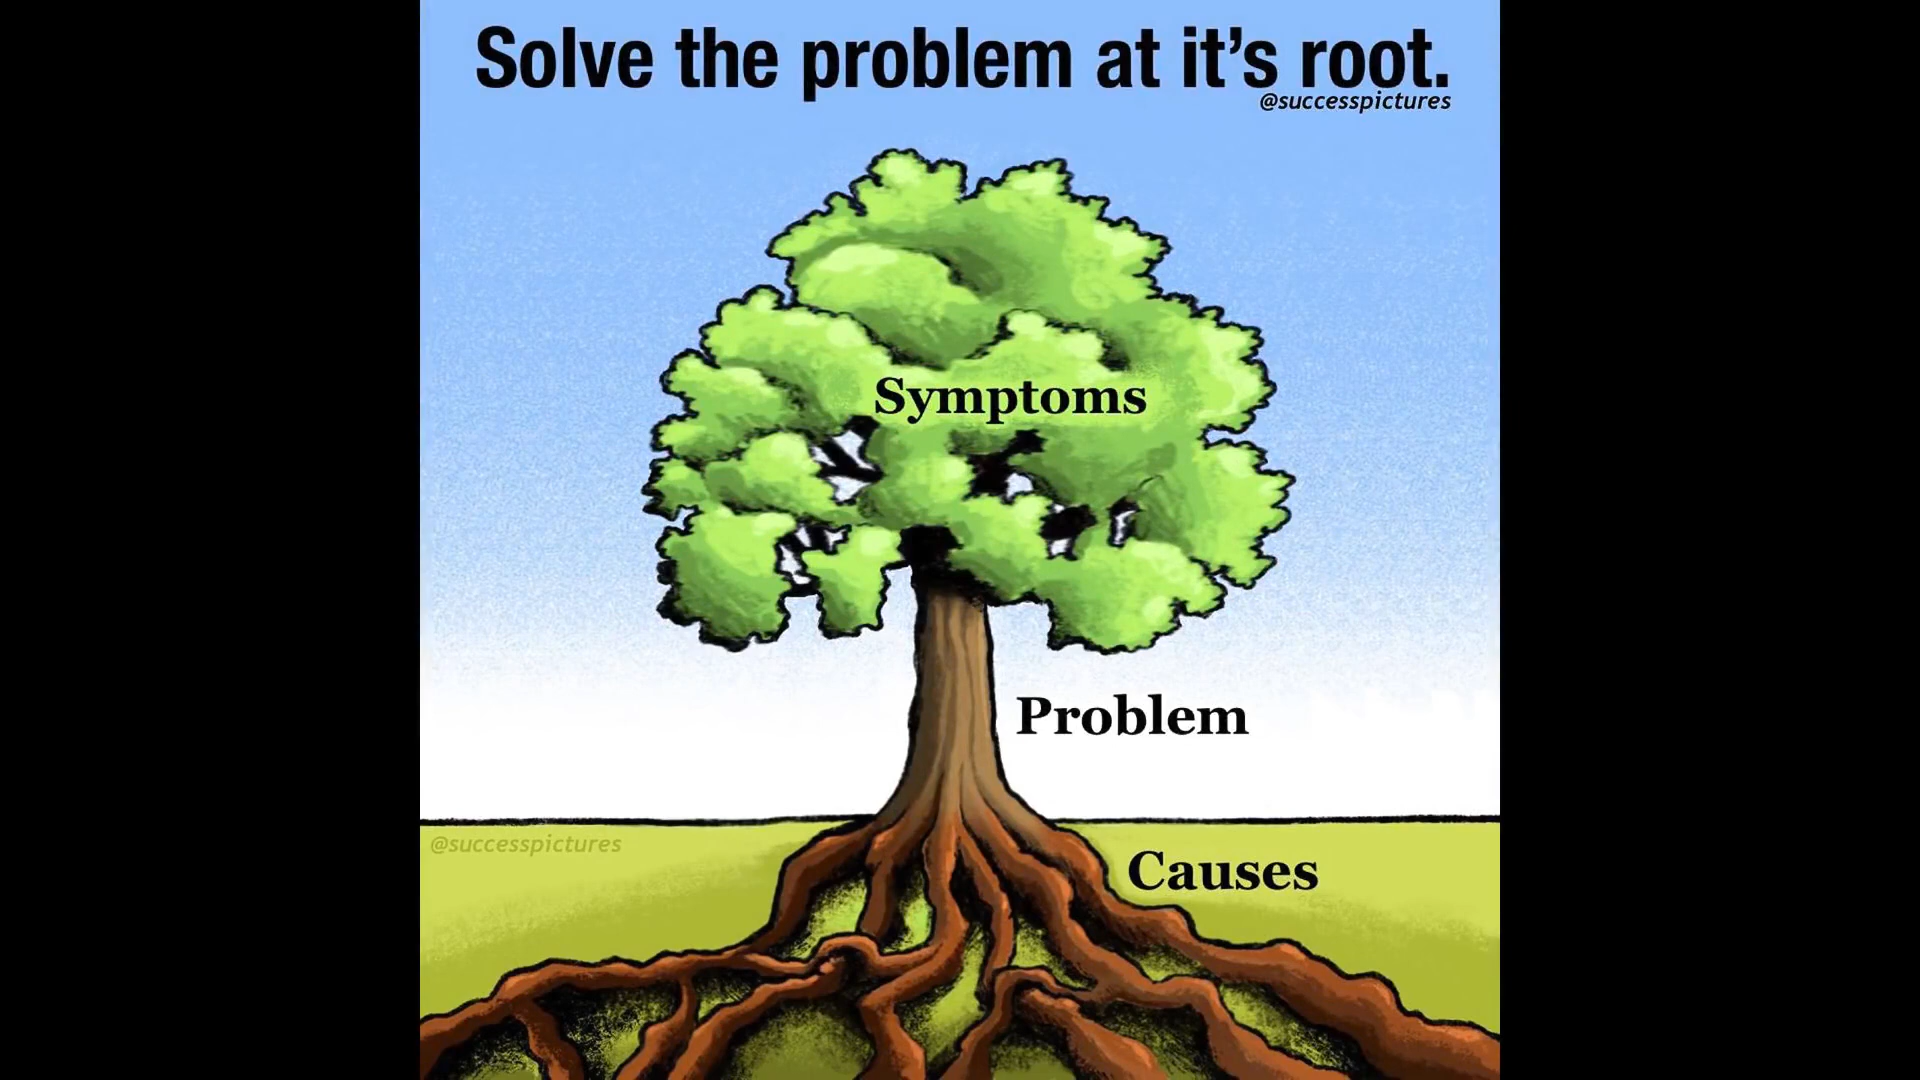 Solve the problem at it's root.
@successpictures
Symptoms
Problem
@successpictures
Causes